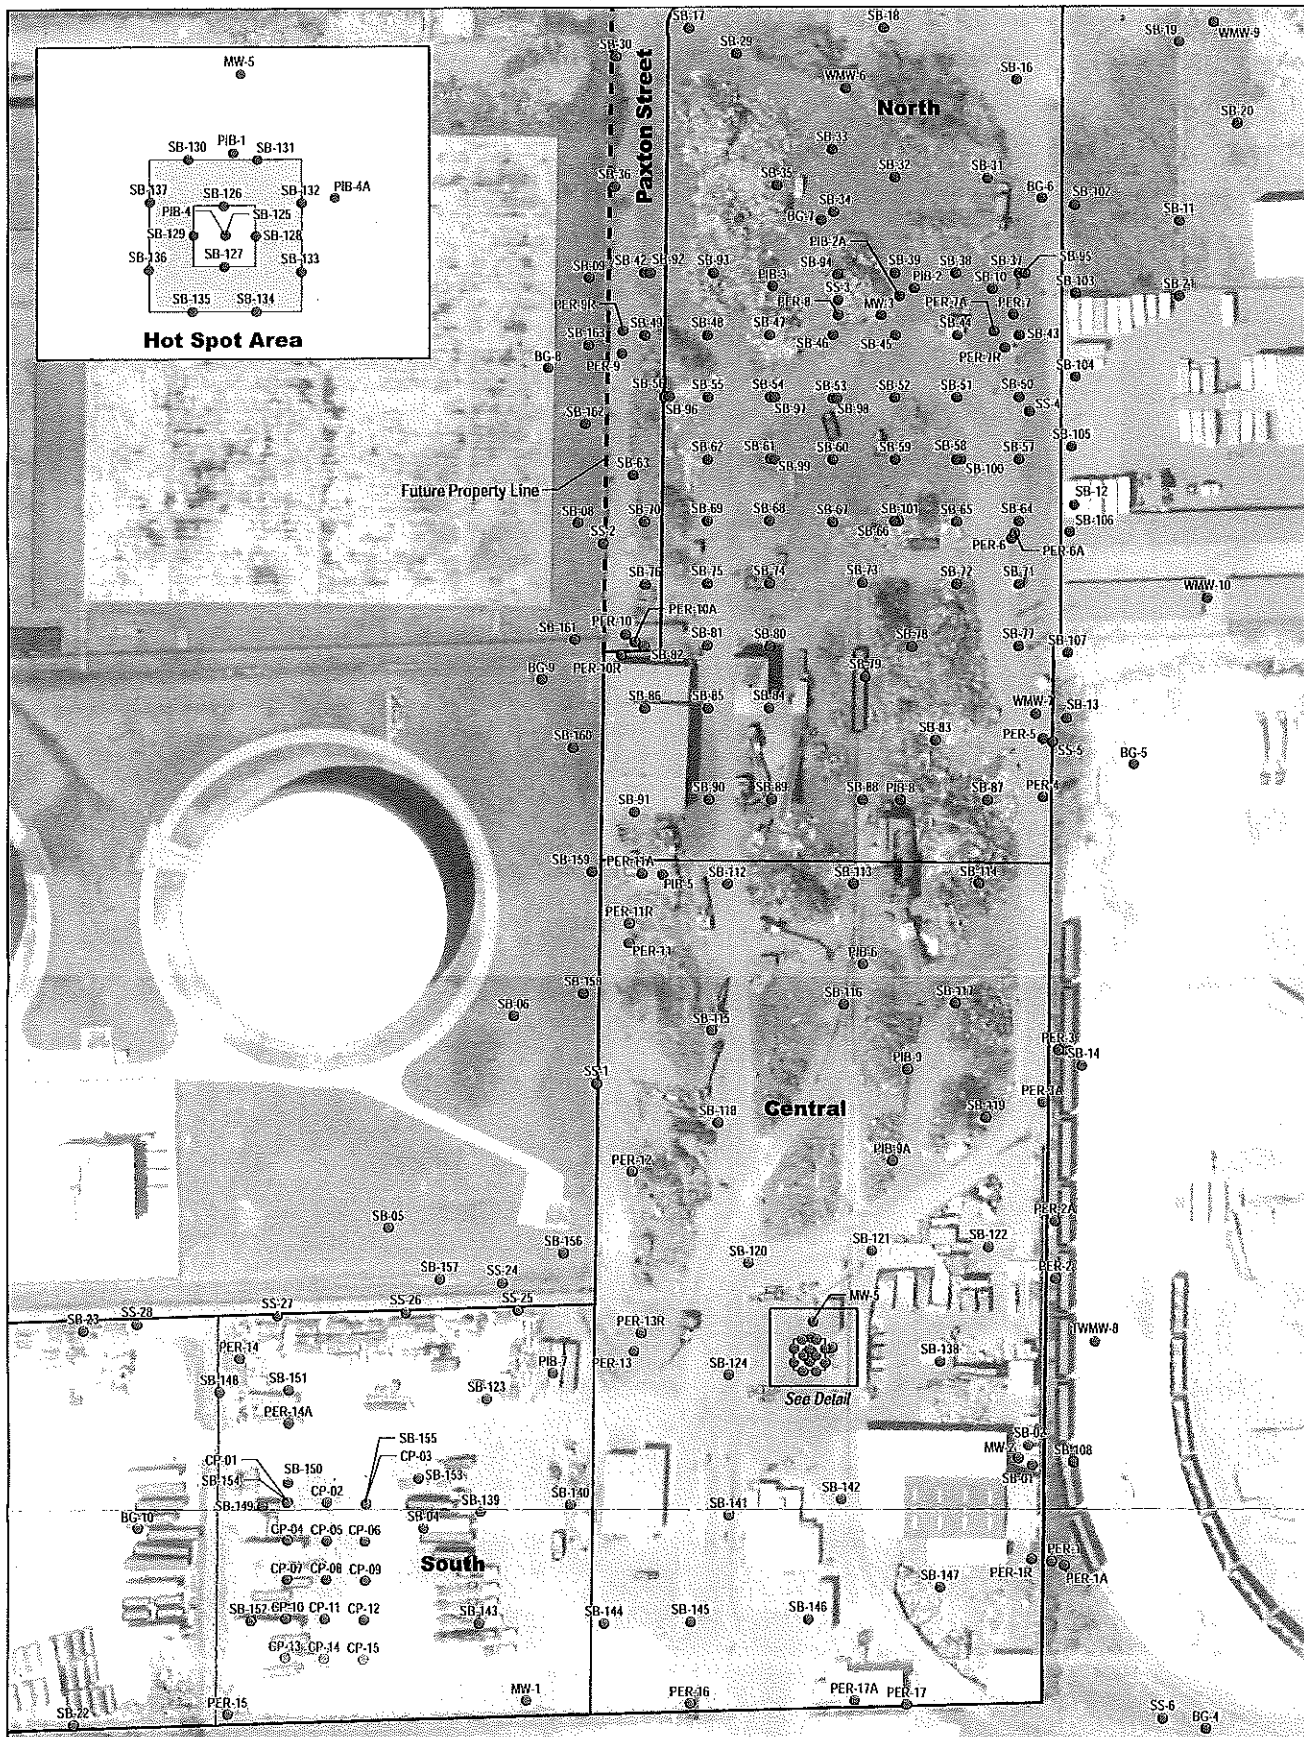 SB-17
SB-18
SB-19
WMW-9
SB-30
SB-29
WMW-6
SB-16
MW-5
Paxton Street
North
SB-20
SB-130
PIB-1
SB-131
SB-33
SB-137
SB-126
SB-132
PIB-4A
SB-36
SB-35
SB-32
SB-31
BG-6
SB-102
PIB-4
SB-125
SB-34
BG-7
SB-11
SB-129
SB-128
PIB-2A
SB-136
SB-127
SB-133
SB-09
SB-42
SB-92
SB-93
PIB-3
SB-94
SB-39
SB-38
SB-37
SB-95
PIB-2
SB-10
SB-103
SB-21
SB-135
SB-134
PER-9R
PER-8
SS-3
MW-3
PER-7A
PER-7
Hot Spot Area
SB-163
SB-49
SB-48
SB-47
SB-46
SB-45
SB-44
SB-43
BG-8
PER-9
PER-7R
SB-104
SB-56
SB-55
SB-54
SB-53
SB-52
SB-51
SB-50
SB-96
SB-97
SB-98
SS-4
SB-162
SB-105
SB-63
SB-62
SB-61
SB-60
SB-59
SB-58
SB-57
SB-99
SB-100
Future Property Line
SB-12
SB-08
SB-70
SB-69
SB-68
SB-67
SB-101
SB-65
SB-64
SB-106
SS-2
SB-66
PER-6
PER-6A
SB-76
SB-75
SB-74
SB-73
SB-72
SB-71
WMW-10
PER-10A
SB-161
PER-10
SB-81
SB-80
SB-78
SB-77
SB-107
PER-10R
SB-82
BG-9
SB-79
SB-86
SB-85
SB-84
WMW-7
SB-13
SB-160
SB-83
PER-5
SS-5
BG-5
SB-91
SB-90
SB-89
SB-88
PIB-8
SB-87
PER-4
SB-159
PER-11A
PIB-5
SB-112
SB-113
SB-114
PER-11R
PER-11
PIB-6
SB-158
SB-06
SB-115
SB-116
SB-117
PER-3
SB-14
SS-1
PIB-9
PER-3A
Central
SB-118
SB-119
PER-12
PIB-9A
SB-05
PER-2A
SB-156
SB-120
SB-121
SB-122
SB-157
SS-24
PER-2
SB-23
SS-28
SS-27
SS-26
SS-25
MW-5
PER-13R
WMW-8
PER-14
PER-13
PIB-7
SB-124
SB-138
SB-148
SB-151
SB-123
See Detail
PER-14A
SB-155
CP-01
CP-03
MW-2
SB-02
SB-108
SB-154
SB-150
SB-153
SB-01
SB-149
CP-02
SB-139
SB-140
SB-141
SB-142
BG-10
CP-04
CP-05
CP-06
SB-04
South
CP-07
CP-08
CP-09
PER-1R
PER-1
PER-1A
SB-147
SB-152
CP-10
CP-11
CP-12
SB-143
SB-144
SB-145
SB-146
CP-13
CP-14
CP-15
MW-1
PER-15
PER-16
PER-17A
PER-17
SB-22
SS-6
BG-4